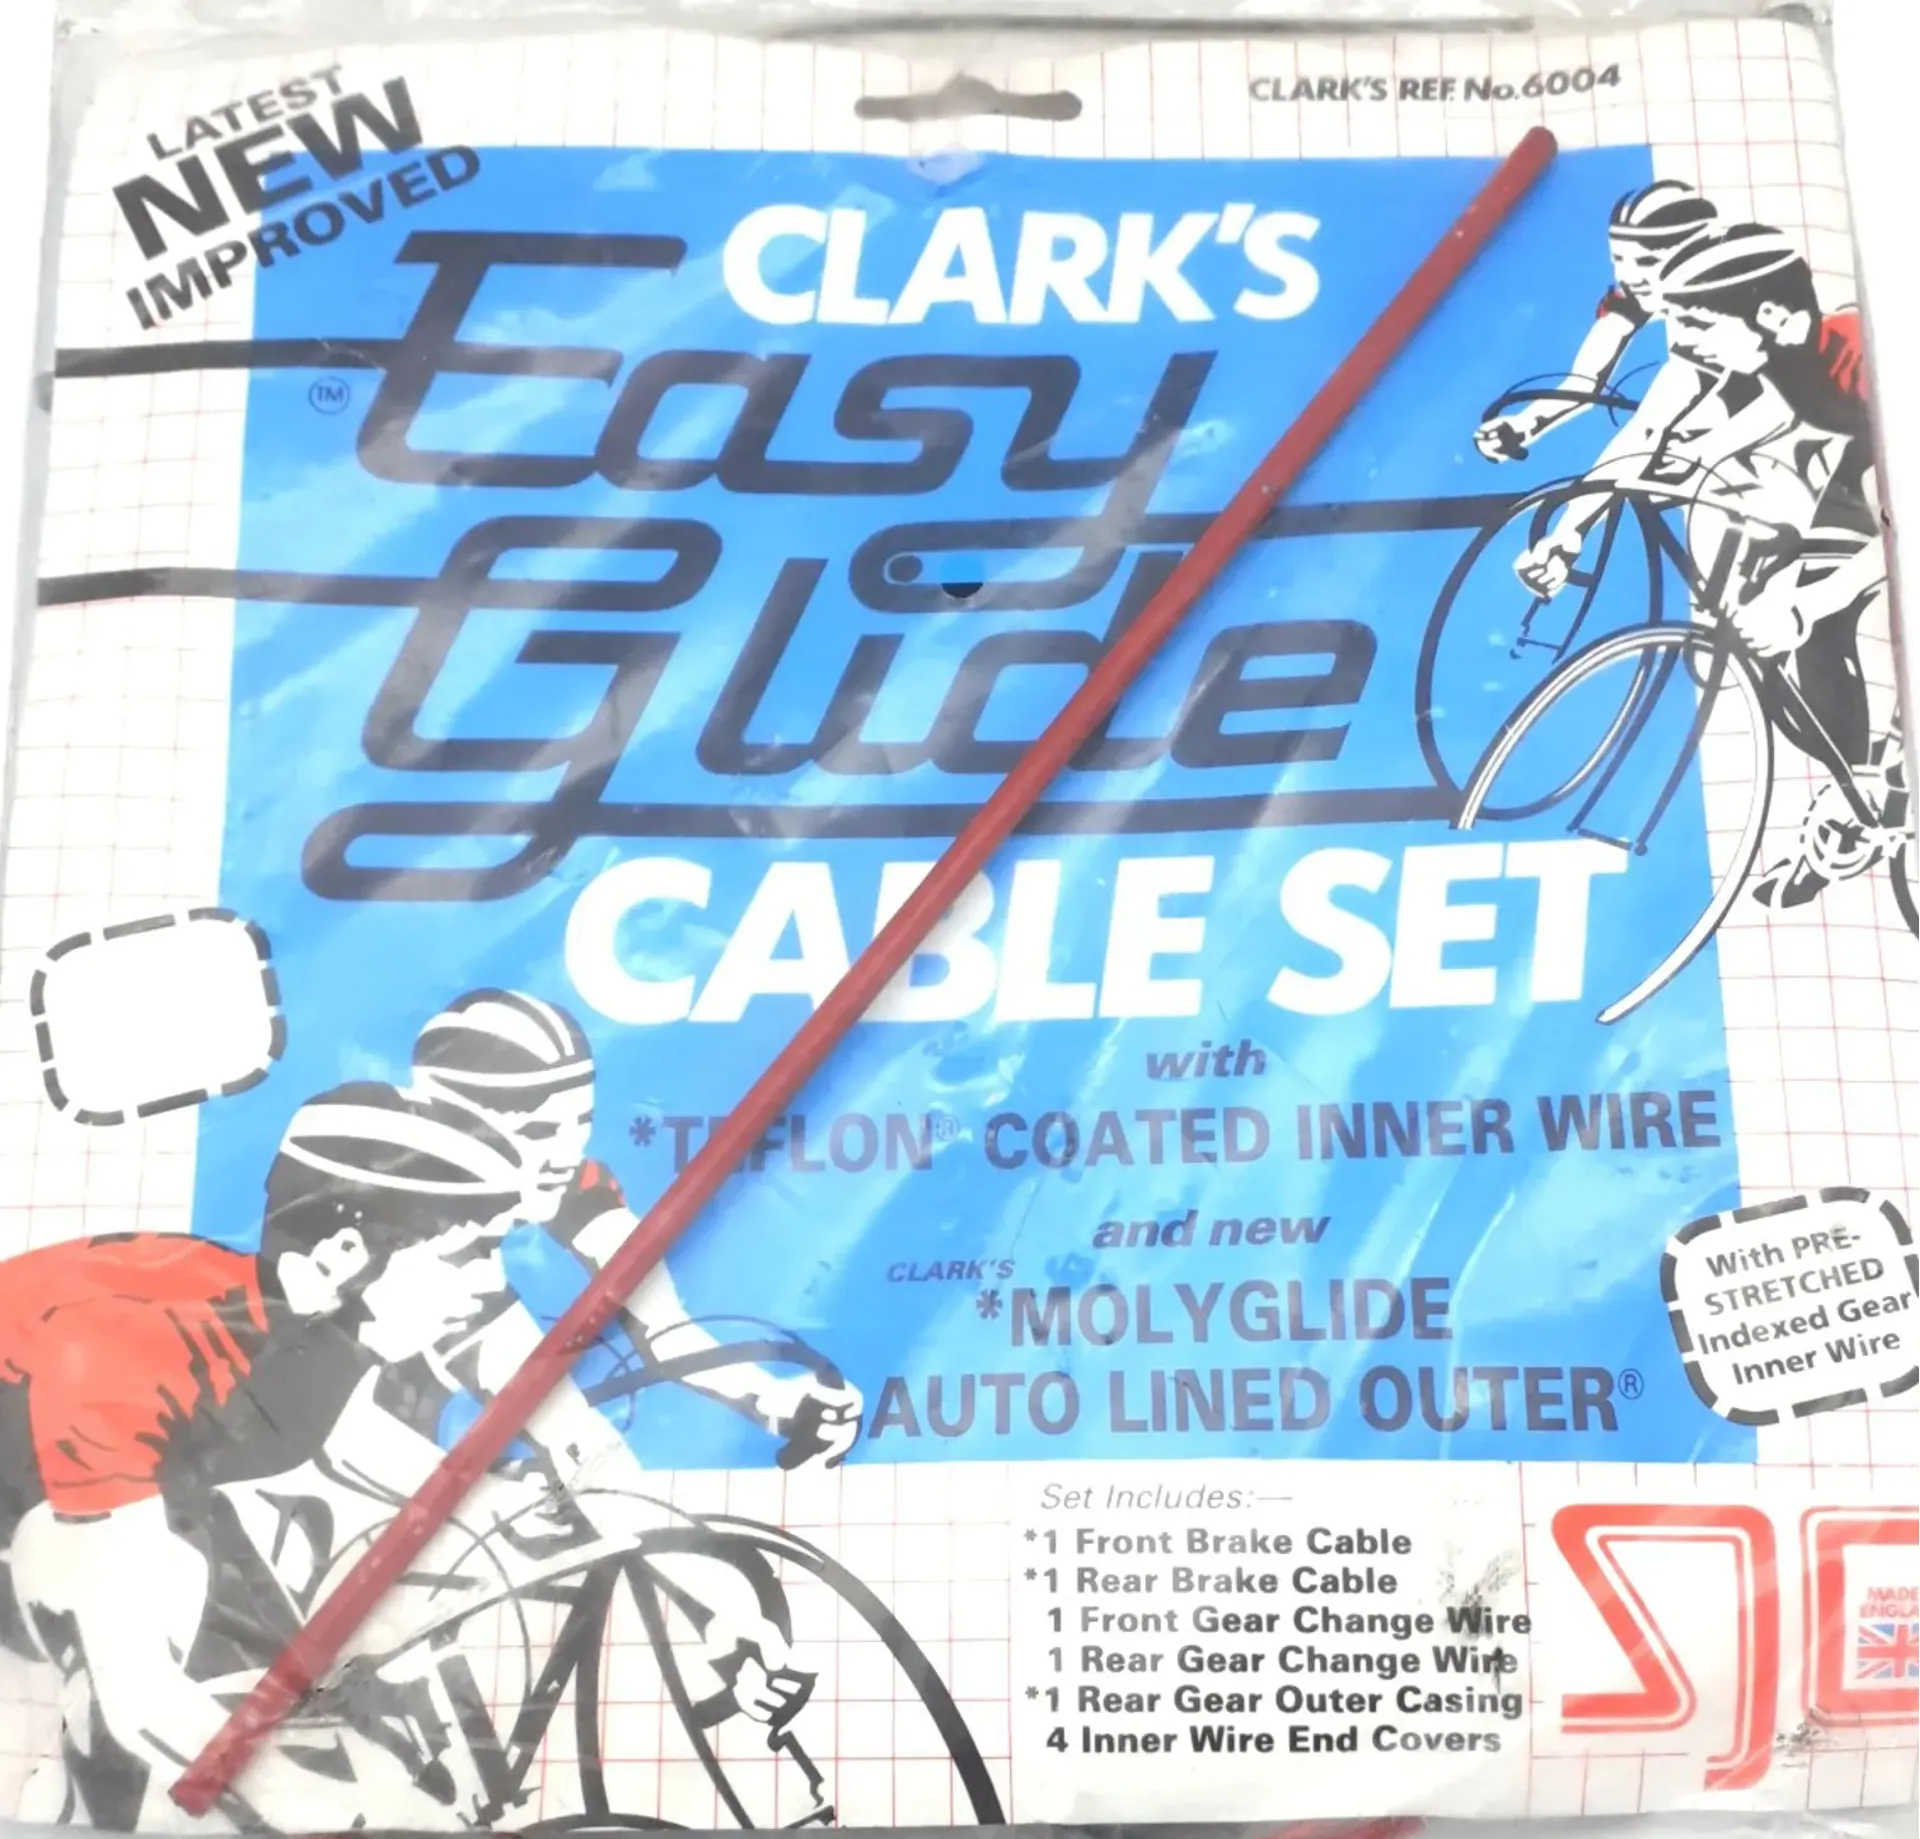 LATEST
NEW
IMPROVED
CLARK'S REF. No.6004
CLARK'S
Easy
TM
Glide
CABLE SET
with
*TEFLON® COATED INNER WIRE
and new
CLARK'S
*MOLYGLIDE
AUTO LINED OUTER®
With PRE-
STRETCHED
Indexed Gear
Inner Wire
Set Includes:—
*1 Front Brake Cable
*1 Rear Brake Cable
1 Front Gear Change Wire
1 Rear Gear Change Wire
*1 Rear Gear Outer Casing
4 Inner Wire End Covers
MADE